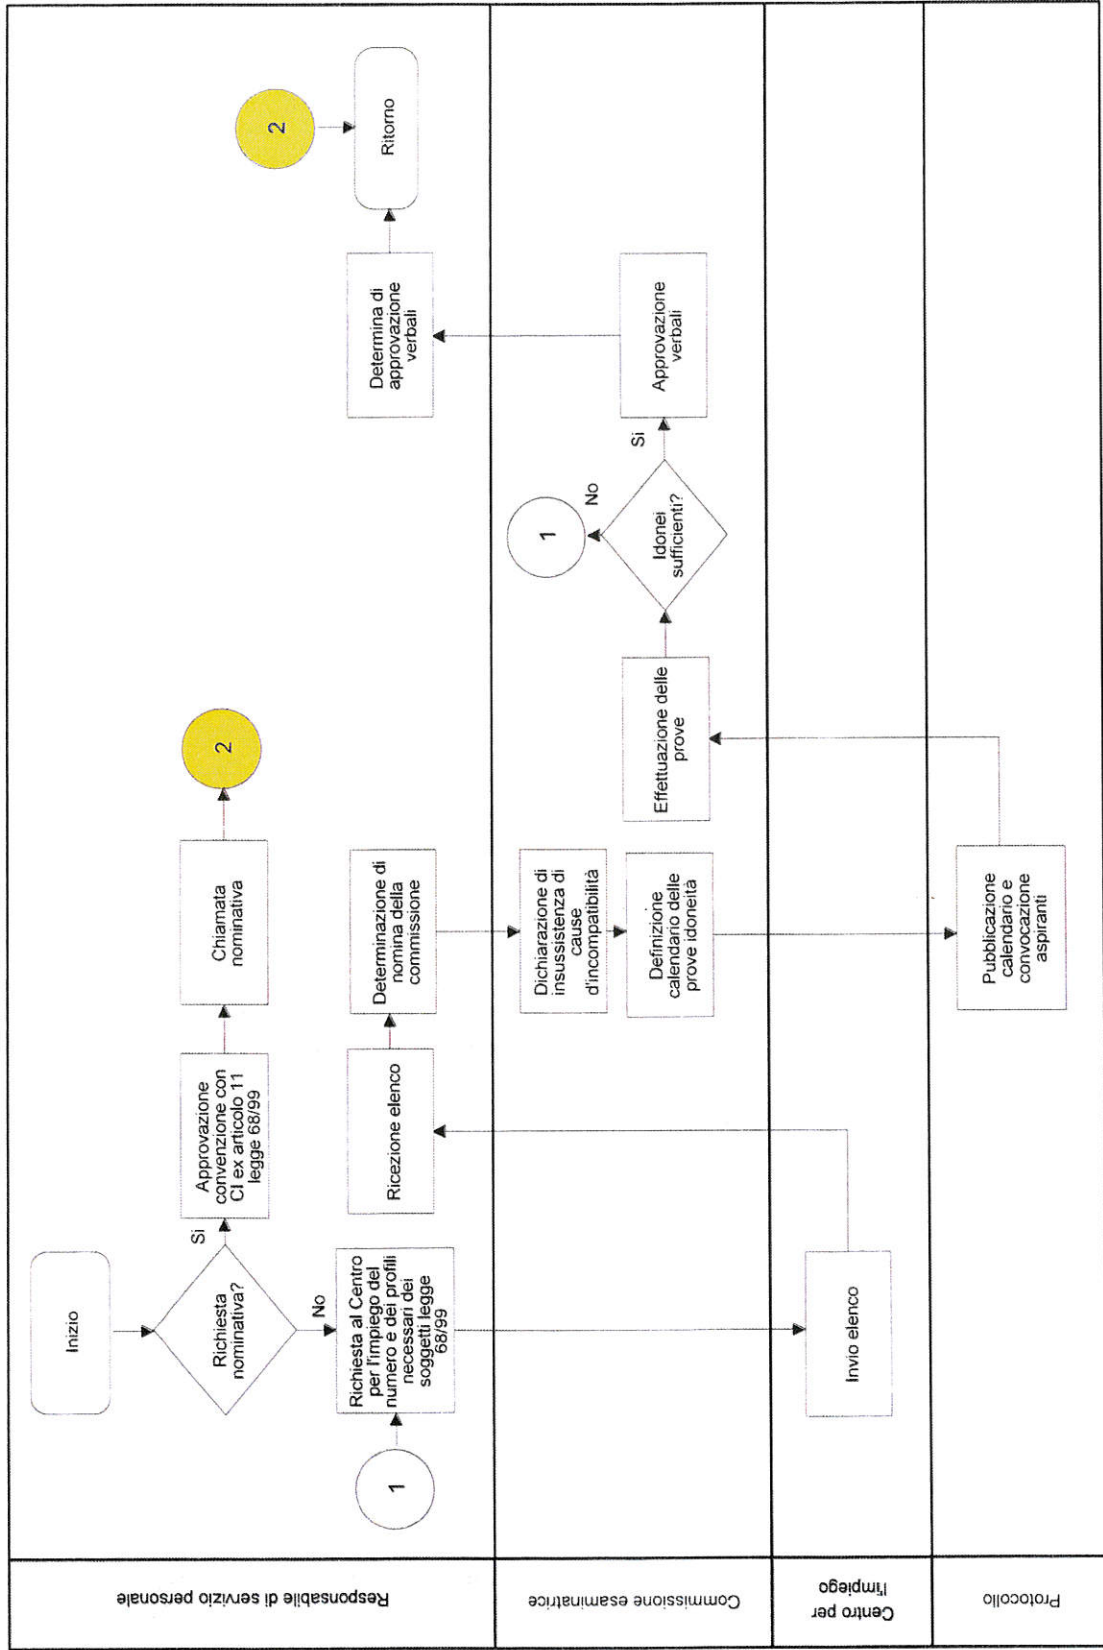 Responsabile di servizio personale
Inizio
Richiesta
nominativa?
Si
No
Approvazione
convenzione con
CI ex articolo 11
legge 68/99
Chiamata
nominativa
2
1
Richiesta al Centro
per l'impiego del
numero e dei profili
necessari dei
soggetti legge
68/99
Ricezione elenco
Determinazione di
nomina della
commissione
Determina di
approvazione
verbali
2
Ritorno
Commissione esaminatrice
Dichiarazione di
insussistenza di
cause
d'incompatibilità
Definizione
calendario delle
prove idoneità
Effettuazione delle
prove
Idonei
sufficienti?
No
1
Si
Approvazione
verbali
Centro per
l'impiego
Invio elenco
Protocollo
Pubblicazione
calendario e
convocazione
aspiranti